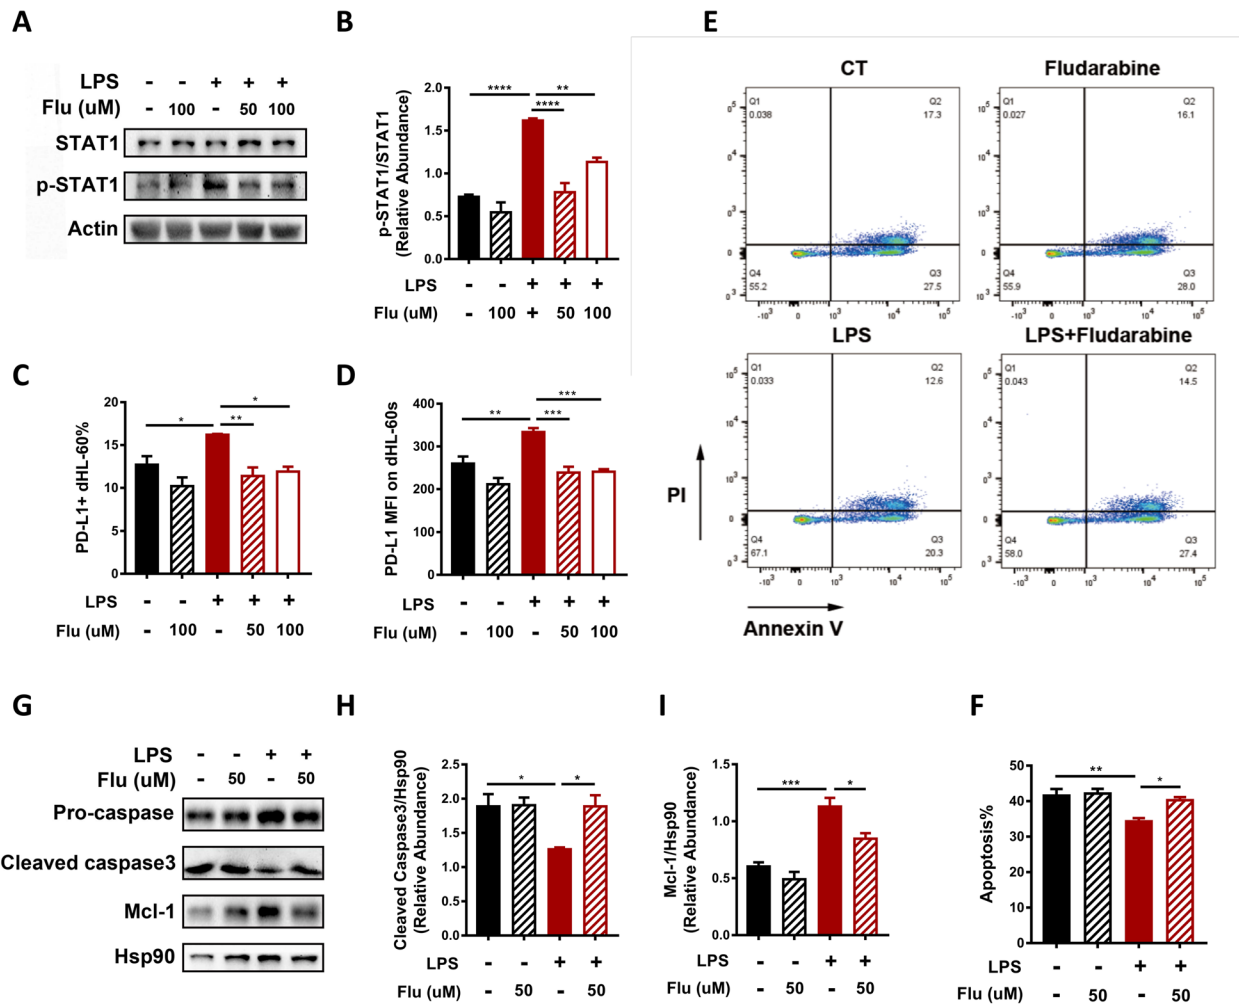 A
LPS - - + + +
Flu (uM) - 100 - 50 100
STAT1
p-STAT1
Actin
B
p-STAT1/STAT1
(Relative Abundance)
2.0
1.5
1.0
0.5
0.0
**** **
****
LPS - - + + +
Flu (uM) - 100 + 50 100
C
PD-L1+ dHL-60%
20
15
10
5
0
*
* **
LPS - - + + +
Flu (uM) - 100 - 50 100
D
PD-L1 MFI on dHL-60s
400
300
200
100
0
***
** ***
LPS - - + + +
Flu (uM) - 100 - 50 100
E
CT
Q1
0.038
Q2
17.3
Q4
55.2
Q3
27.5
Fludarabine
Q1
0.027
Q2
16.1
Q4
55.9
Q3
28.0
LPS
Q1
0.033
Q2
12.6
Q4
67.1
Q3
20.3
LPS+Fludarabine
Q1
0.043
Q2
14.5
Q4
58.0
Q3
27.4
PI
Annexin V
G
LPS - - + +
Flu (uM) - 50 - 50
Pro-caspase
Cleaved caspase3
Mcl-1
Hsp90
H
Cleaved Caspase3/Hsp90
(Relative Abundance)
2.5
2.0
1.5
1.0
0.5
0.0
* *
LPS - - + +
Flu (uM) - 50 - 50
I
Mcl-1/Hsp90
(Relative Abundance)
1.5
1.0
0.5
0.0
*** *
LPS - - + +
Flu (uM) - 50 - 50
F
Apoptosis%
50
40
30
20
10
0
** *
LPS - - + +
Flu (uM) - 50 - 50